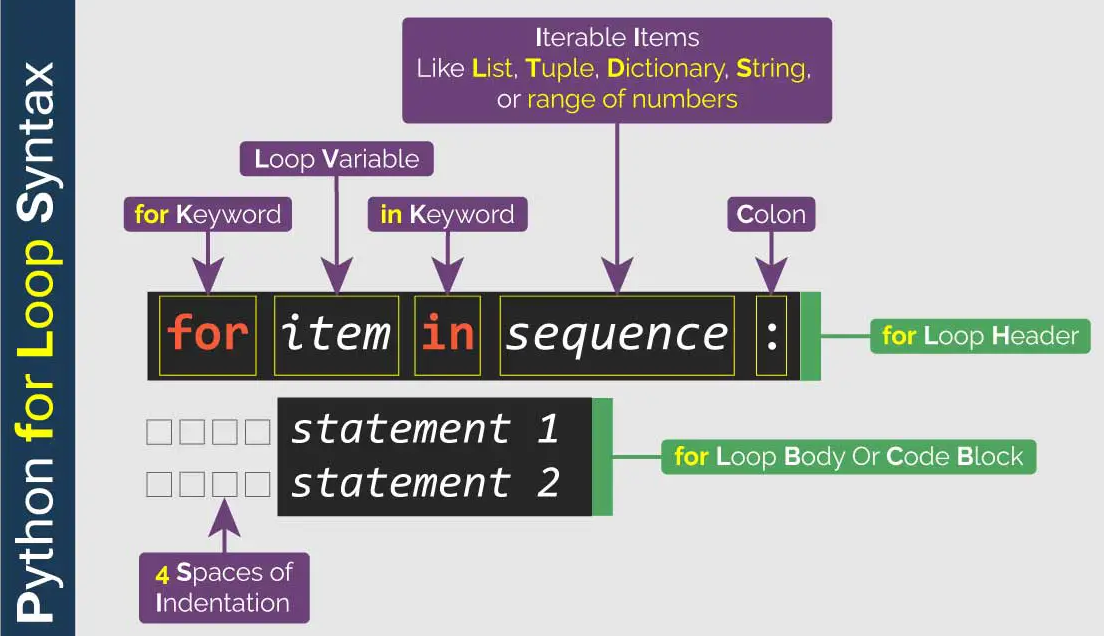 Python for Loop Syntax
Iterable Items
Like List, Tuple, Dictionary, String,
or range of numbers
Loop Variable
for Keyword
in Keyword
Colon
for item in sequence :
for Loop Header
statement 1
statement 2
for Loop Body Or Code Block
4 Spaces of
Indentation